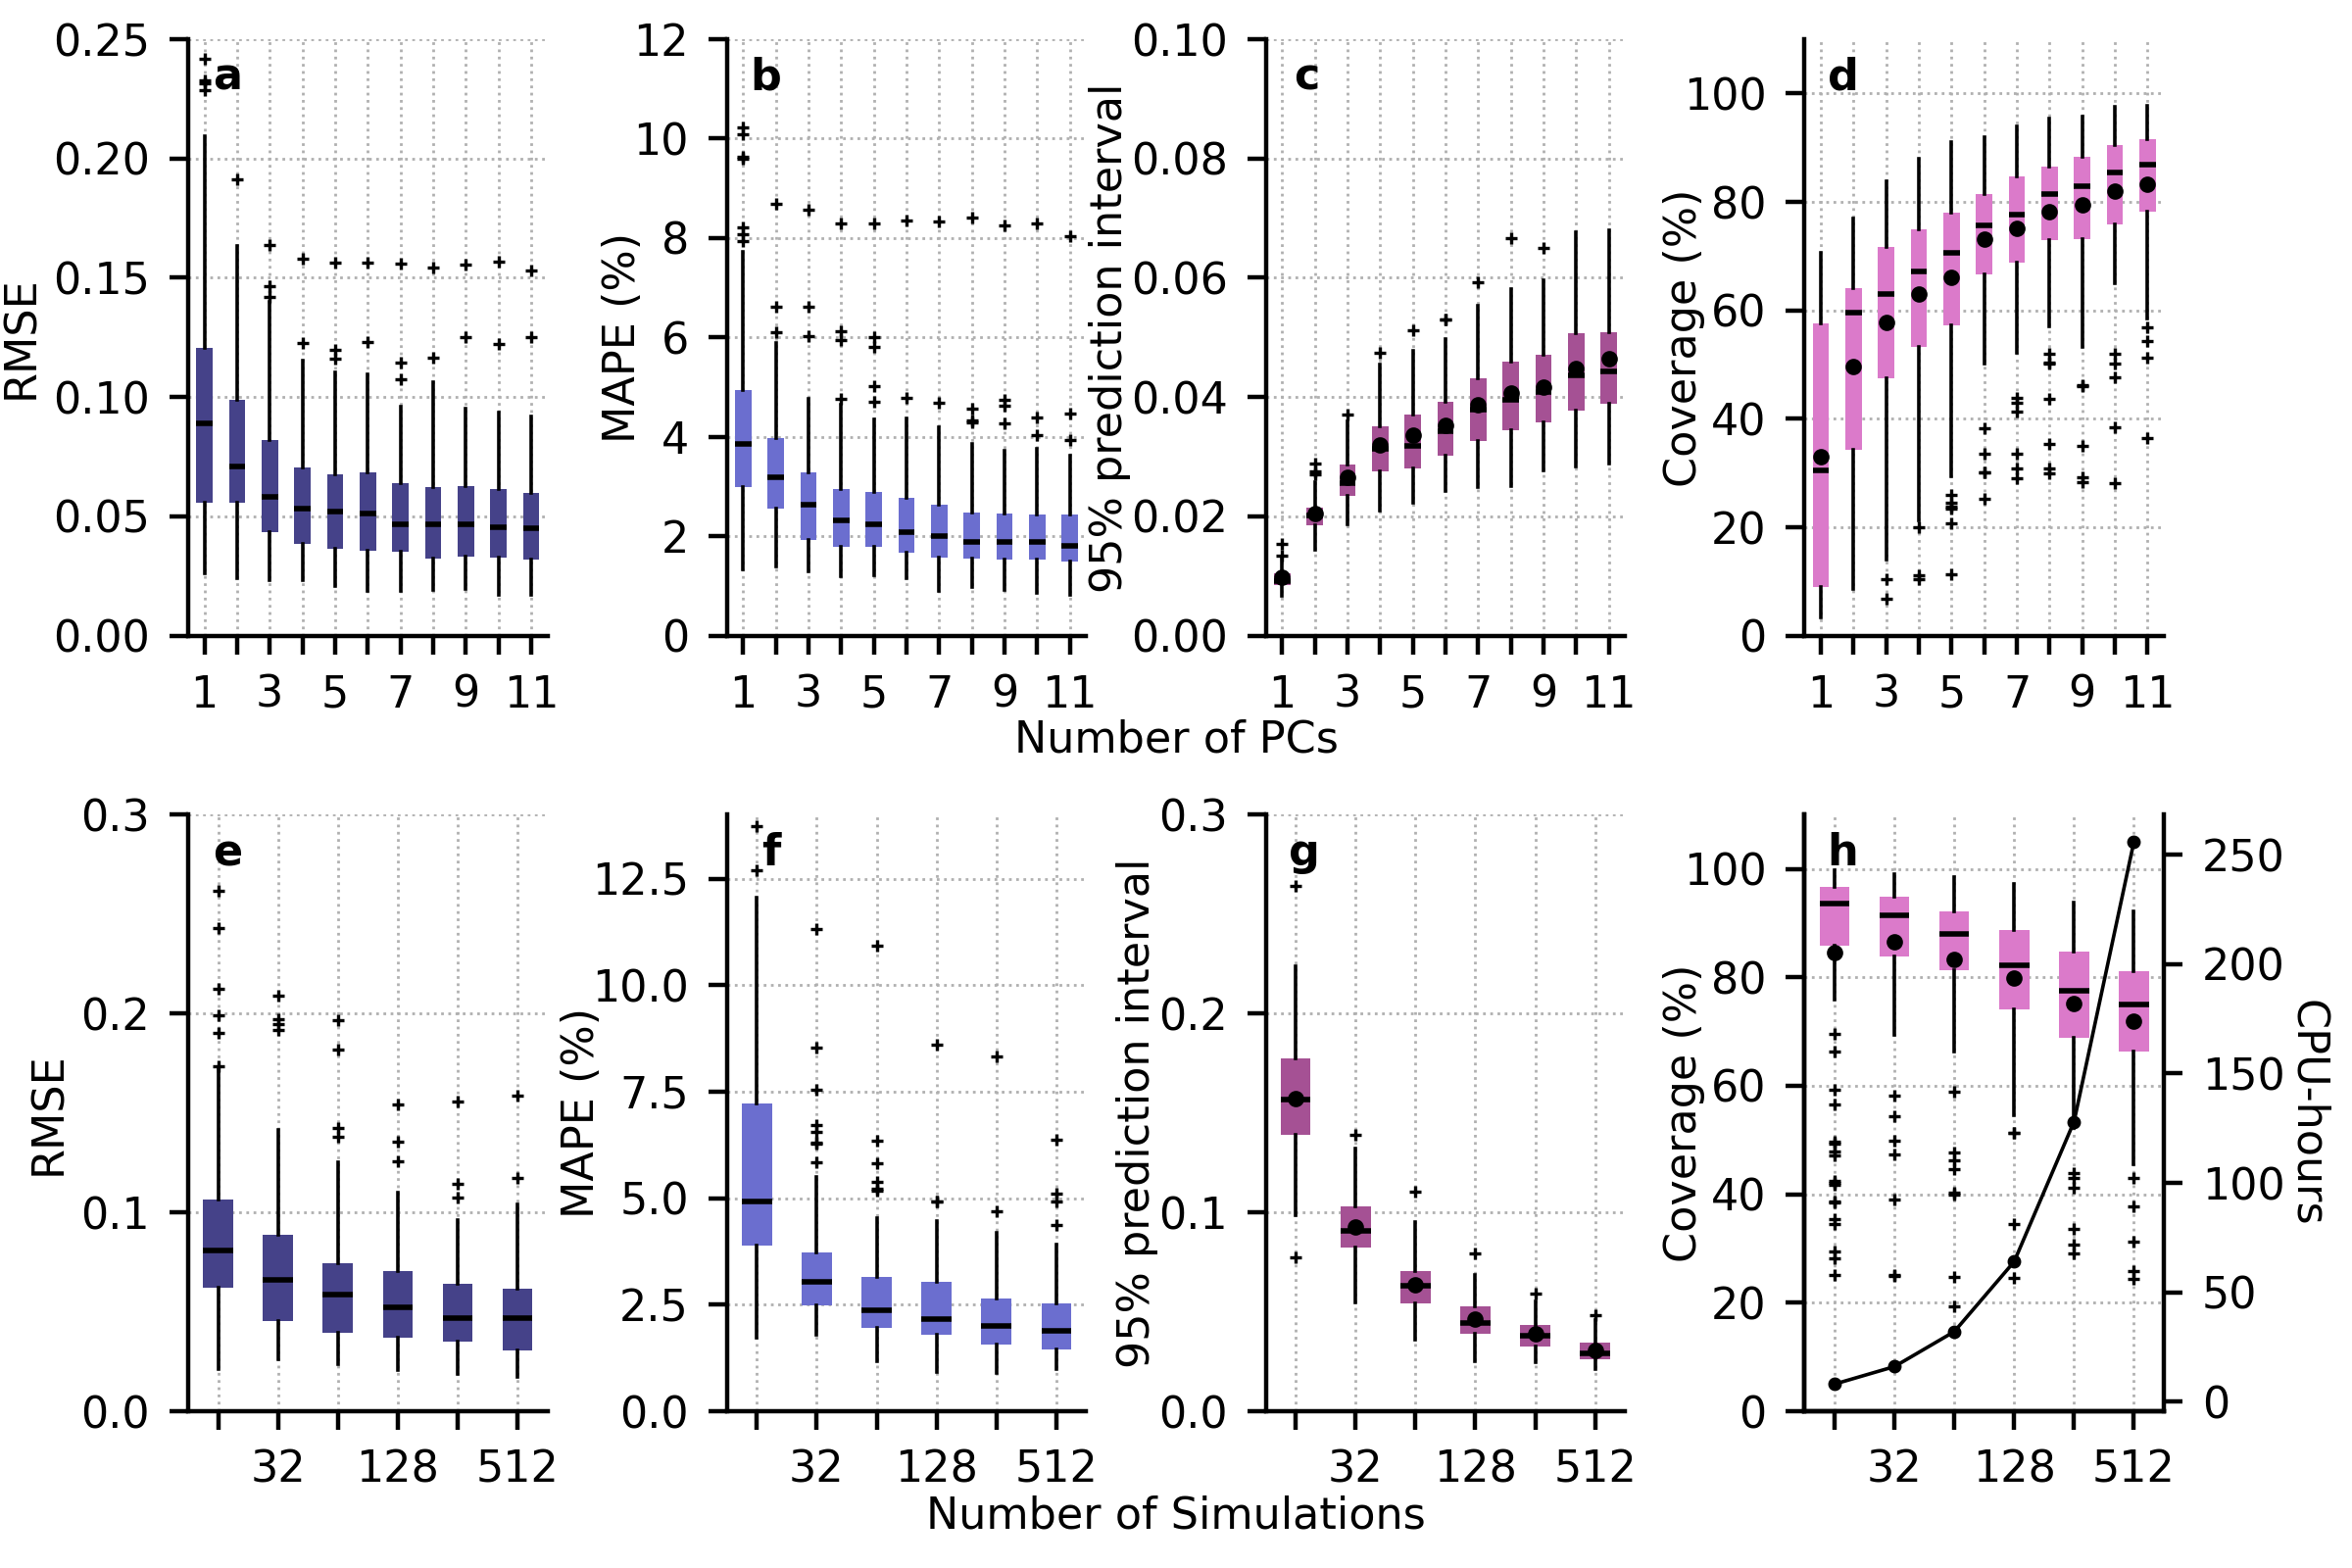 a
RMSE
0.25
0.20
0.15
0.10
0.05
0.00
1 3 5 7 9 11
b
MAPE (%)
12
10
8
6
4
2
0
1 3 5 7 9 11
c
95% prediction interval
0.10
0.08
0.06
0.04
0.02
0.00
1 3 5 7 9 11
d
Coverage (%)
100
80
60
40
20
0
1 3 5 7 9 11
Number of PCs
e
RMSE
0.3
0.2
0.1
0.0
32 128 512
f
MAPE (%)
12.5
10.0
7.5
5.0
2.5
0.0
32 128 512
g
95% prediction interval
0.3
0.2
0.1
0.0
32 128 512
h
Coverage (%)
100
80
60
40
20
0
32 128 512
250
200
150
100
50
0
CPU-hours
Number of Simulations